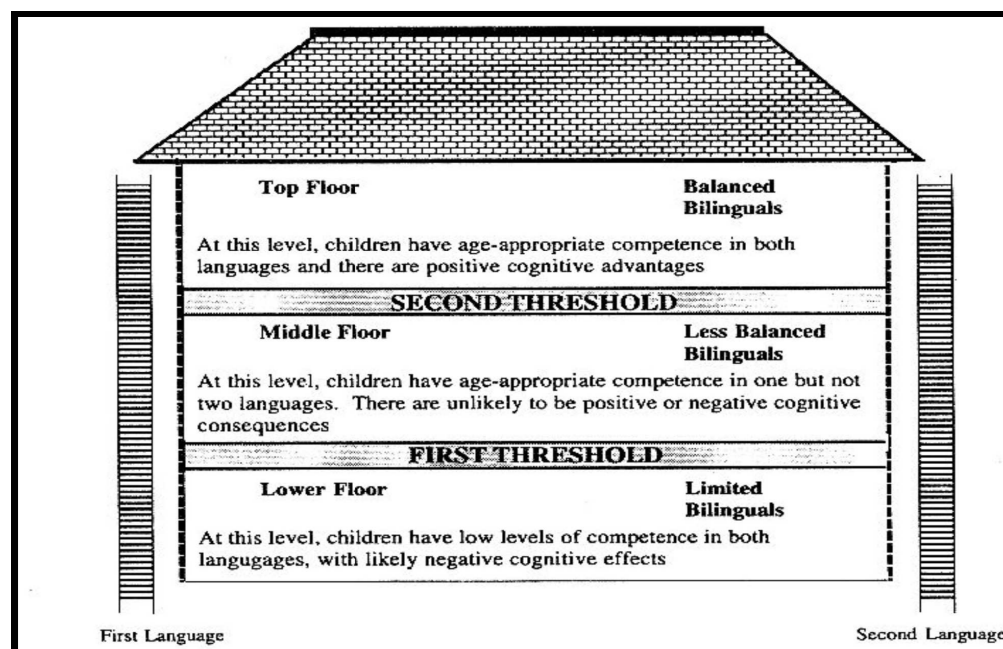 Top Floor Balanced
Bilinguals
At this level, children have age-appropriate competence in both
languages and there are positive cognitive advantages
SECOND THRESHOLD
Middle Floor Less Balanced
Bilinguals
At this level, children have age-appropriate competence in one but not
two languages. There are unlikely to be positive or negative cognitive
consequences
FIRST THRESHOLD
Lower Floor Limited
Bilinguals
At this level, children have low levels of competence in both
langugages, with likely negative cognitive effects
First Language Second Language